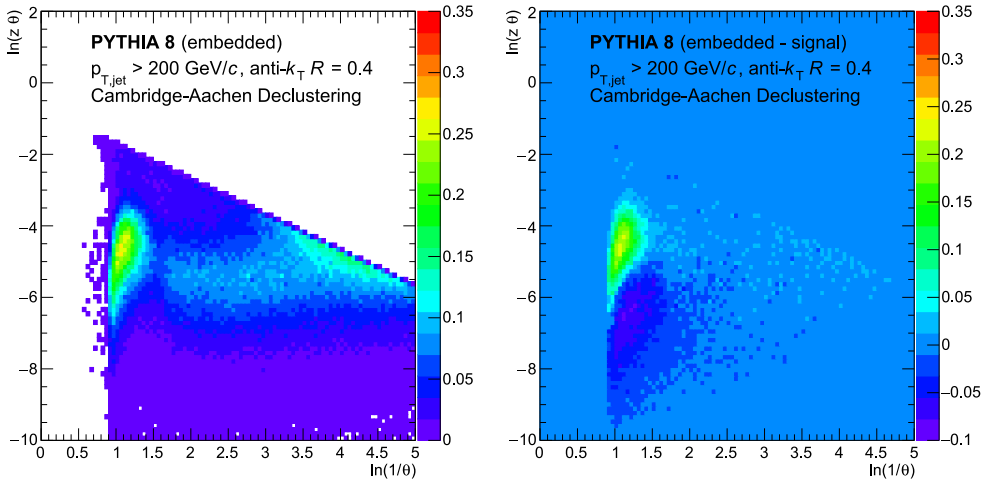 ln(z θ)
PYTHIA 8 (embedded)
p_T,jet > 200 GeV/c, anti-k_T R = 0.4
Cambridge-Aachen Declustering
2
0
−2
−4
−6
−8
−10
0 0.5 1 1.5 2 2.5 3 3.5 4 4.5 5
ln(1/θ)
0.35
0.3
0.25
0.2
0.15
0.1
0.05
0
ln(z θ)
PYTHIA 8 (embedded - signal)
p_T,jet > 200 GeV/c, anti-k_T R = 0.4
Cambridge-Aachen Declustering
2
0
−2
−4
−6
−8
−10
0 0.5 1 1.5 2 2.5 3 3.5 4 4.5 5
ln(1/θ)
0.35
0.3
0.25
0.2
0.15
0.1
0.05
0
−0.05
−0.1